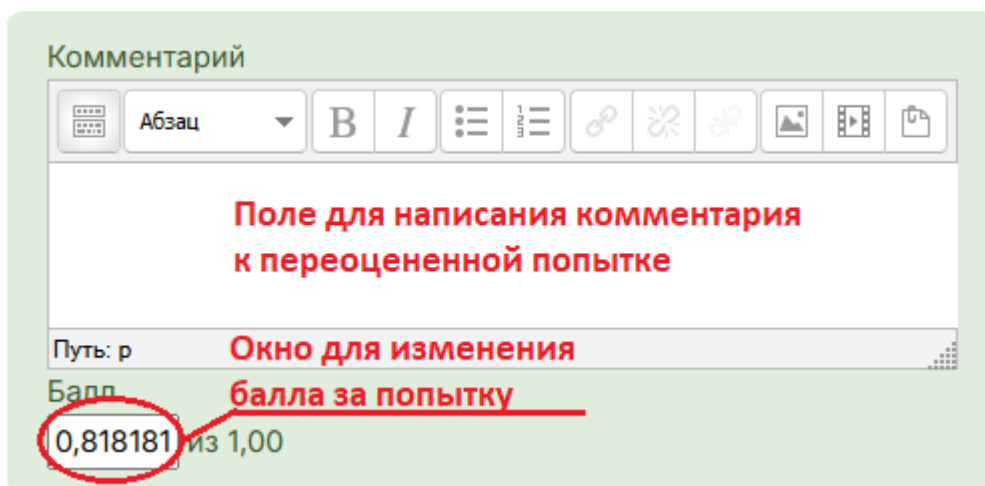 Комментарий
Абзац
B I
Поле для написания комментария
к переоцененной попытке
Путь: p
Окно для изменения
Балл
балла за попытку
0,818181 из 1,00